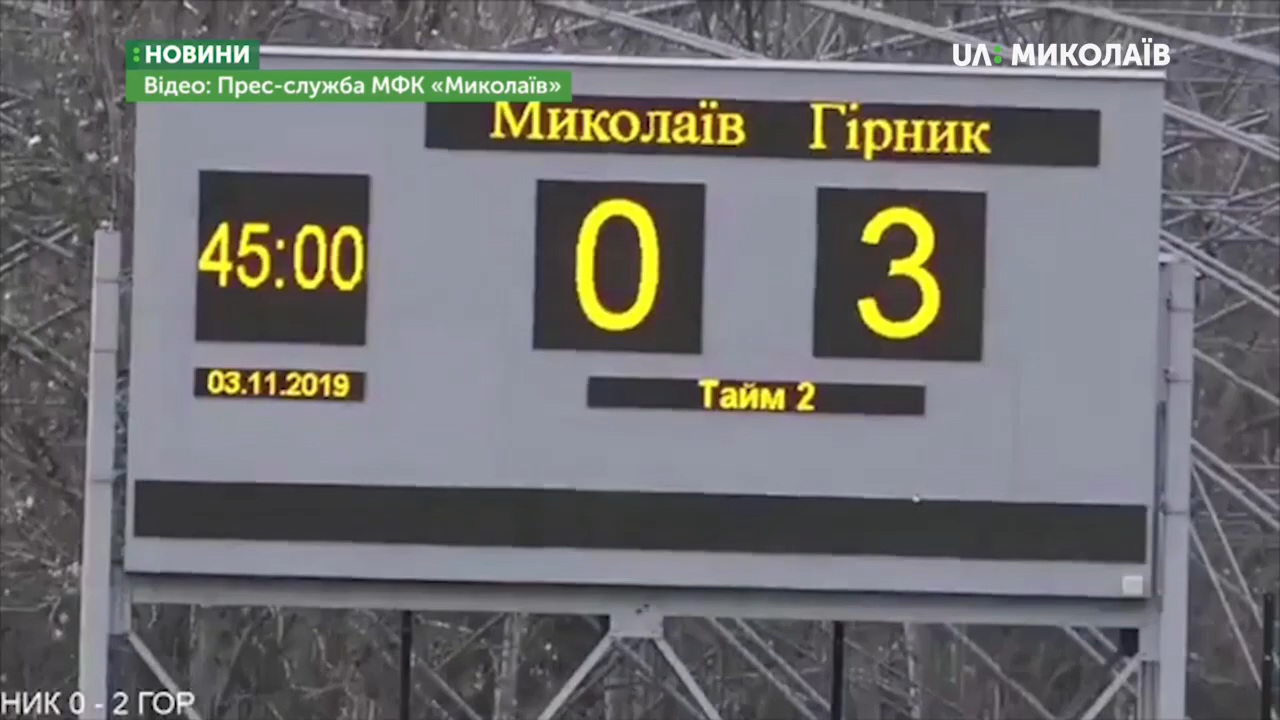 : НОВИНИ
UA: МИКОЛАЇВ
Відео: Прес-служба МФК «Миколаїв»
Миколаїв Гірник
45:00 0 3
03.11.2019 Тайм 2
НИК 0 - 2 ГОР